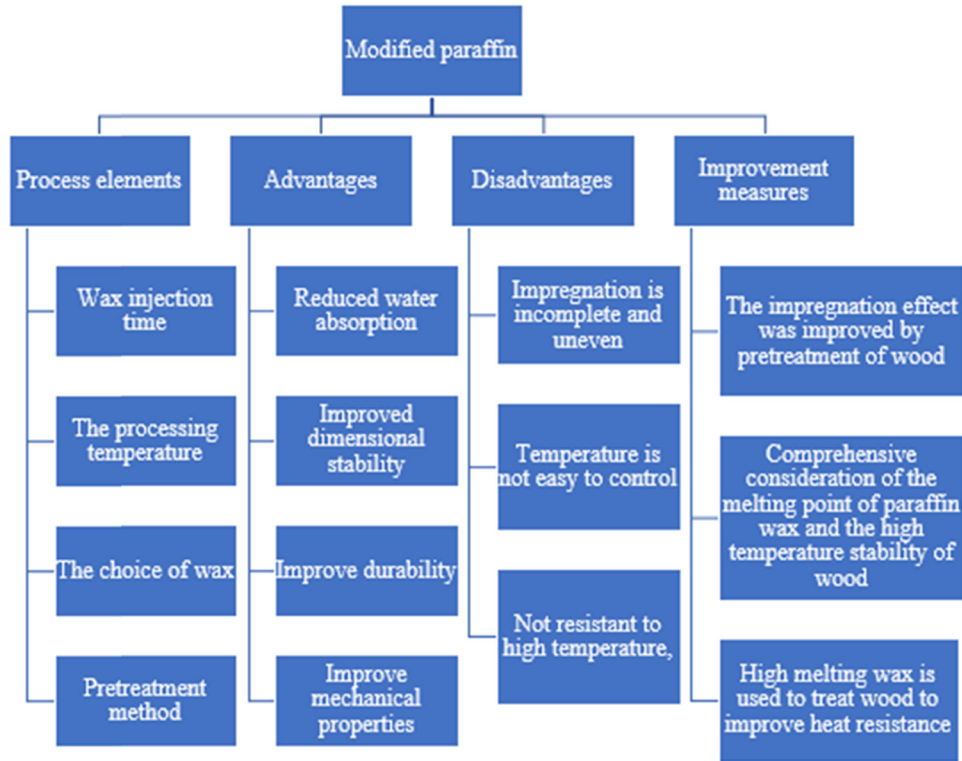 Modified paraffin
Process elements
Wax injection
time
The processing
temperature
The choice of wax
Pretreatment
method
Advantages
Reduced water
absorption
Improved
dimensional
stability
Improve durability
Improve
mechanical
properties
Disadvantages
Impregnation is
incomplete and
uneven
Temperature is
not easy to control
Not resistant to
high temperature,
Improvement
measures
The impregnation effect
was improved by
pretreatment of wood
Comprehensive
consideration of the
melting point of paraffin
wax and the high
temperature stability of
wood
High melting wax is
used to treat wood to
improve heat resistance